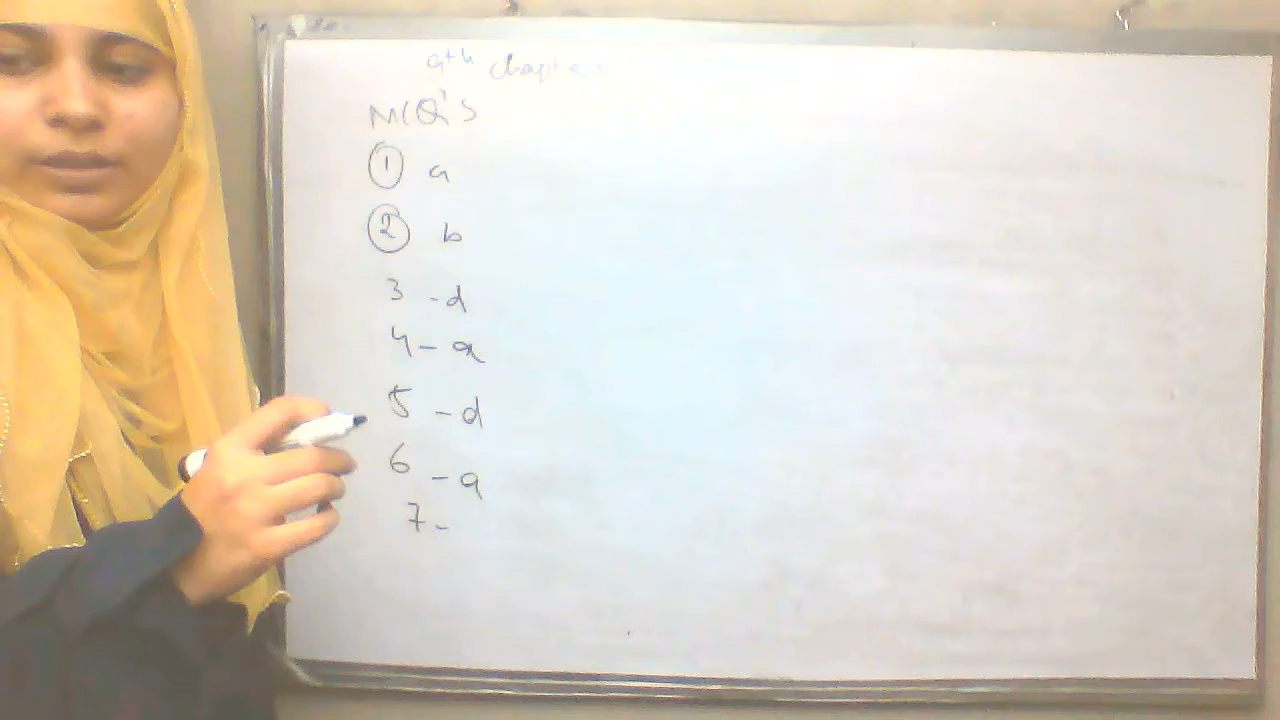 9th Chapter
MCQ's
① a
② b
3 - d
4 - a
5 - d
6 - a
7 -